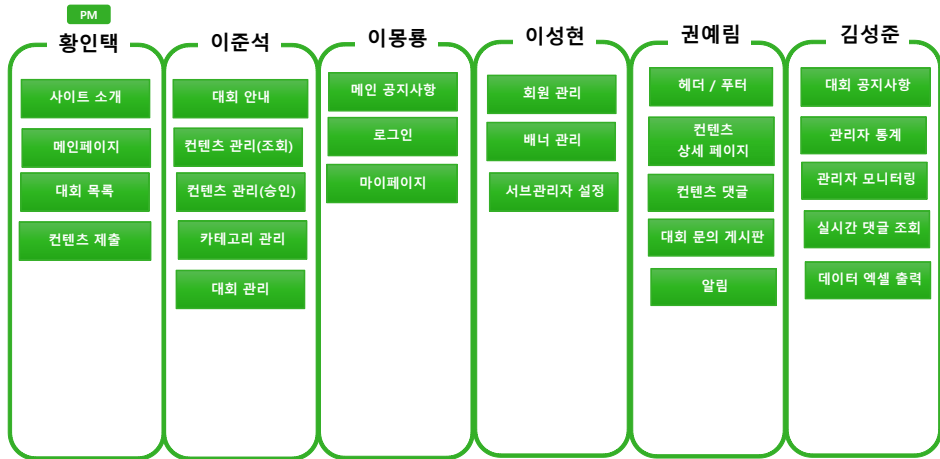 PM
황인택
사이트 소개
메인페이지
대회 목록
컨텐츠 제출
이준석
대회 안내
컨텐츠 관리(조회)
컨텐츠 관리(승인)
카테고리 관리
대회 관리
이몽룡
메인 공지사항
로그인
마이페이지
이성현
회원 관리
배너 관리
서브관리자 설정
권예림
헤더 / 푸터
컨텐츠
상세 페이지
컨텐츠 댓글
대회 문의 게시판
알림
김성준
대회 공지사항
관리자 통계
관리자 모니터링
실시간 댓글 조회
데이터 엑셀 출력